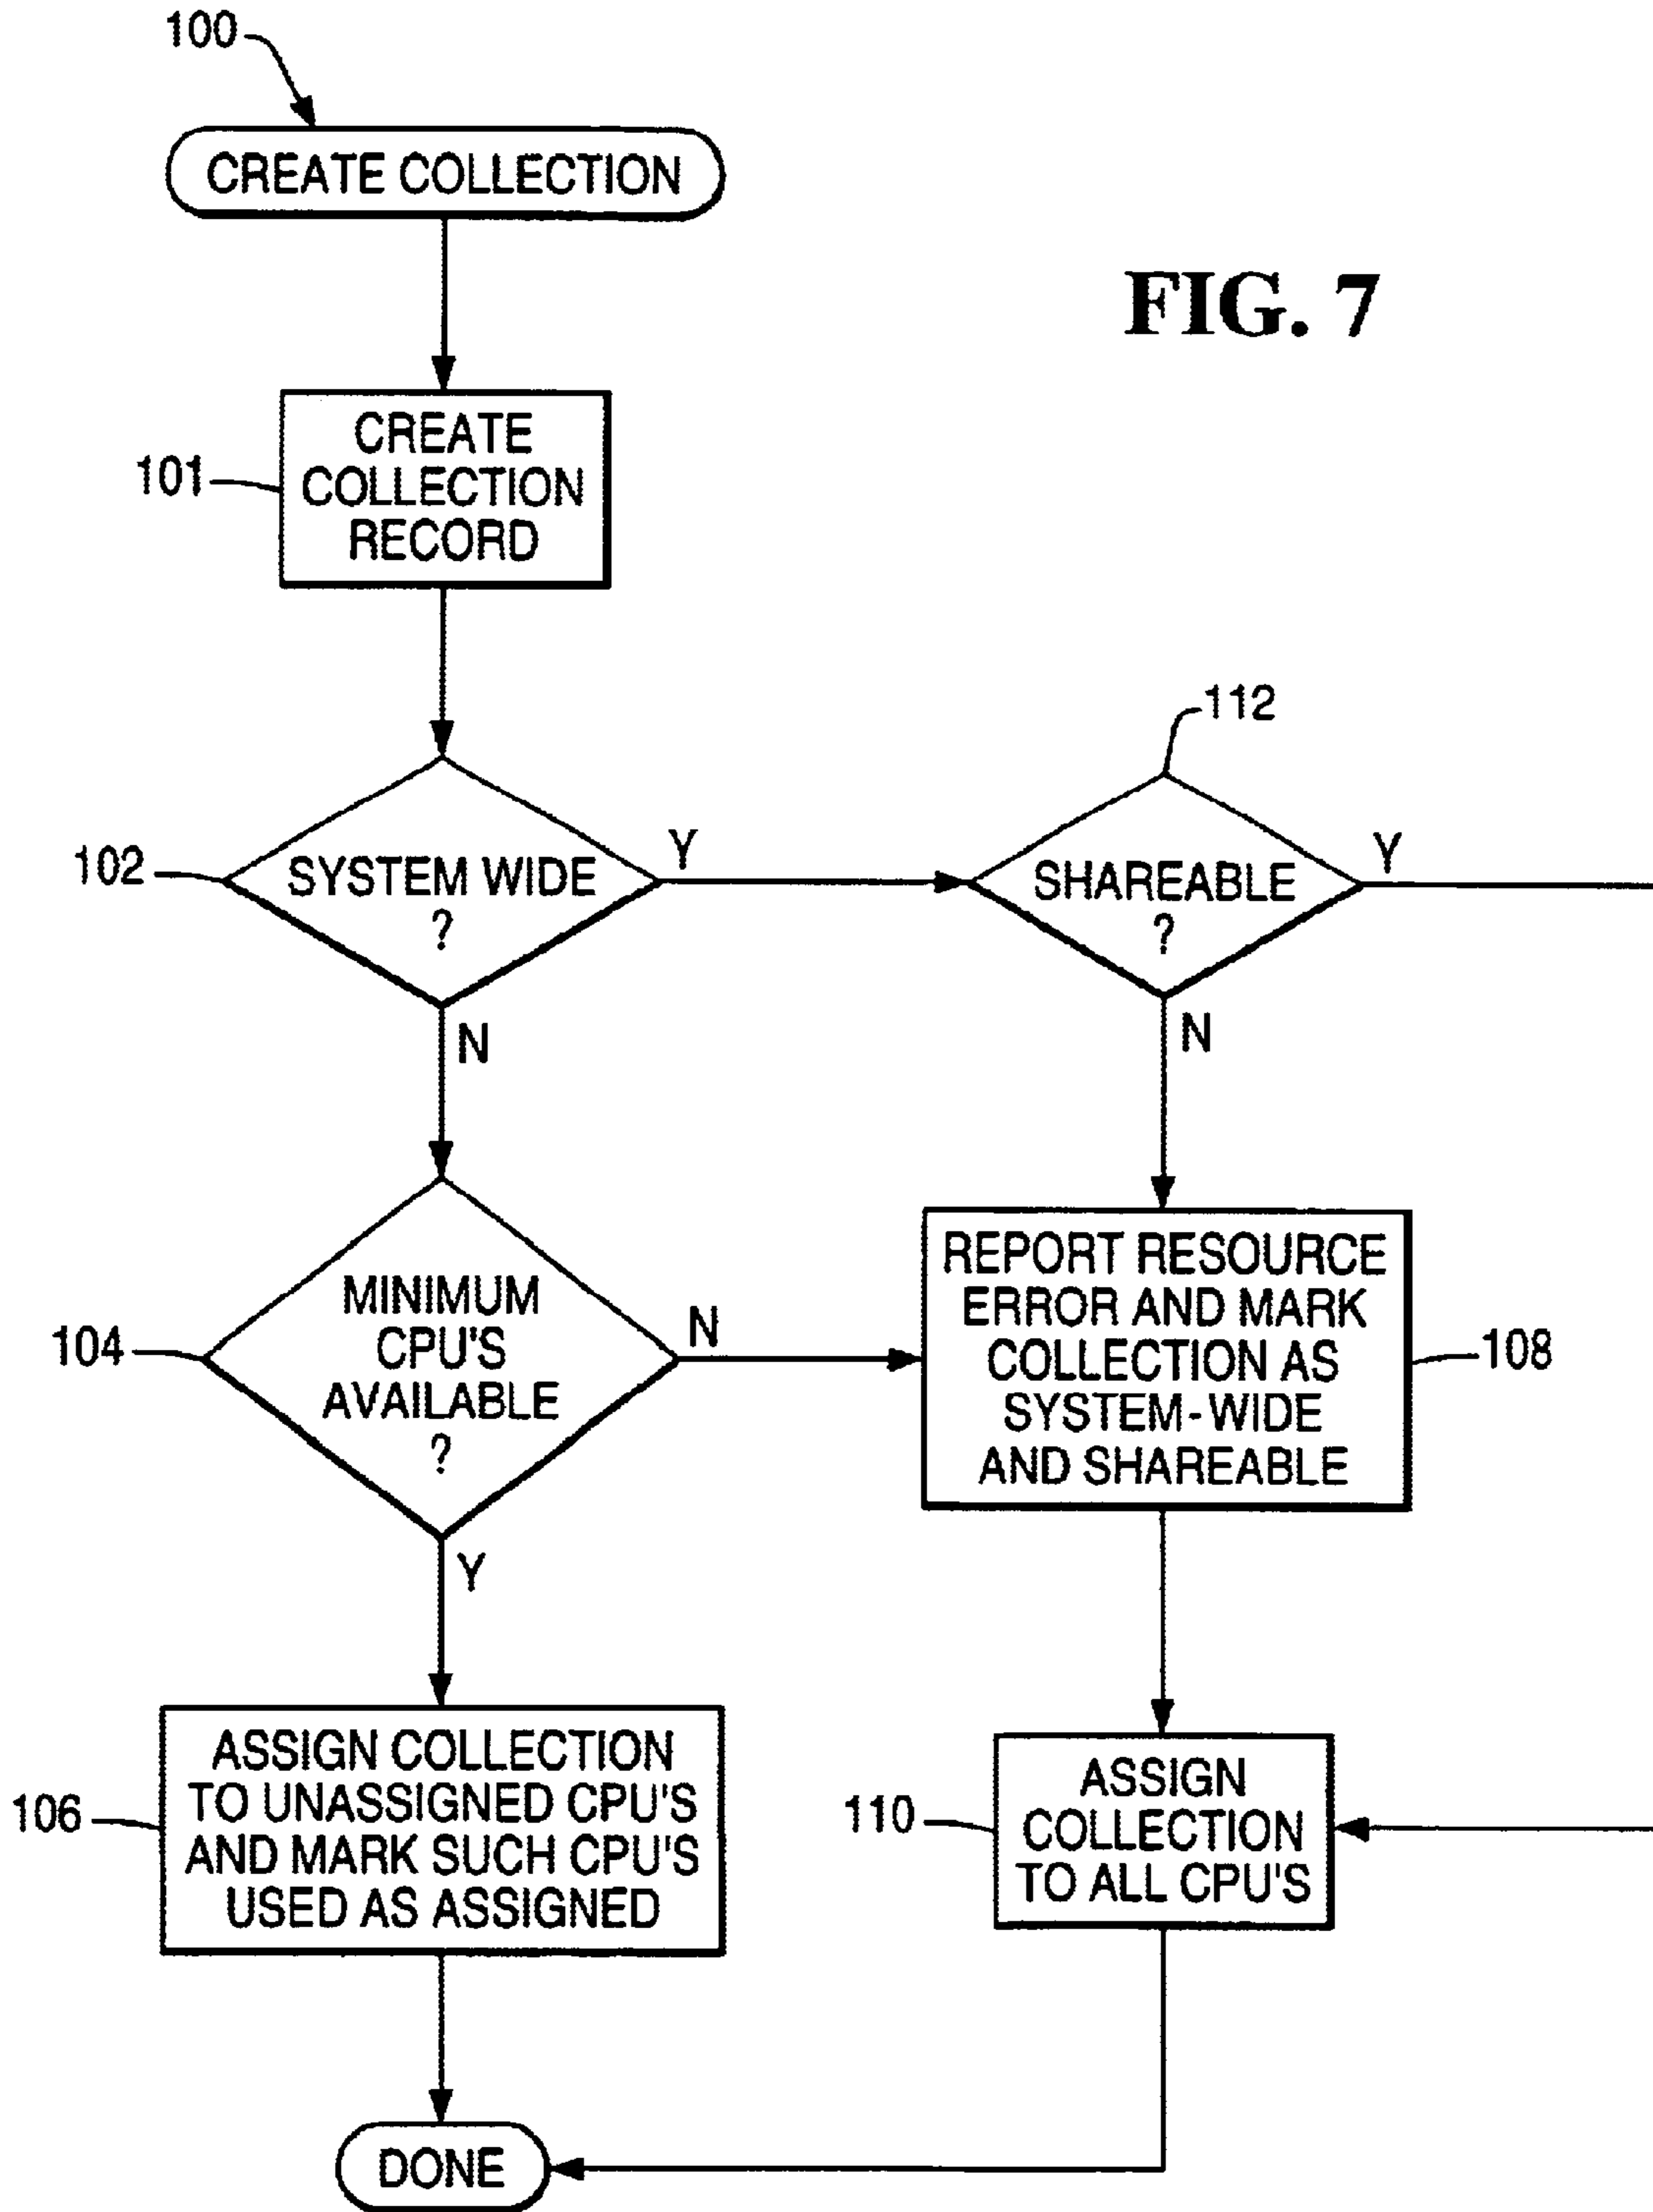 100
CREATE COLLECTION
FIG. 7
CREATE
COLLECTION
RECORD
101
112
102
SYSTEM WIDE
?
Y
SHAREABLE
?
Y
N
N
104
MINIMUM
CPU'S
AVAILABLE
?
N
REPORT RESOURCE
ERROR AND MARK
COLLECTION AS
SYSTEM-WIDE
AND SHAREABLE
108
Y
106
ASSIGN COLLECTION
TO UNASSIGNED CPU'S
AND MARK SUCH CPU'S
USED AS ASSIGNED
110
ASSIGN
COLLECTION
TO ALL CPU'S
DONE